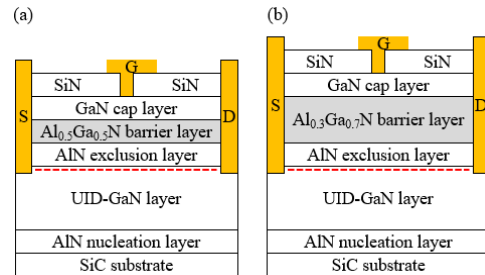 (a)
G
SiN SiN
GaN cap layer
S
Al₀.₅Ga₀.₅N barrier layer
D
AlN exclusion layer
UID-GaN layer
AlN nucleation layer
SiC substrate
(b)
G
SiN SiN
GaN cap layer
S
Al₀.₃Ga₀.₇N barrier layer
D
AlN exclusion layer
UID-GaN layer
AlN nucleation layer
SiC substrate